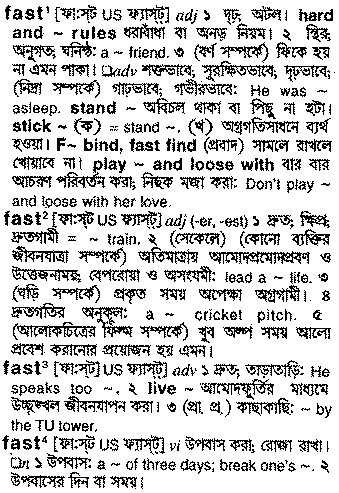 fast¹ [ফা:স্ট US ফ্যাস্ট্] adj ১ দৃঢ়; অটল। hard
and ~ rules ধরাবাঁধা বা অনড় নিয়ম। ২ স্থির;
অনুগত; ঘনিষ্ঠ: a ~ friend. ৩ (বর্ণ সম্পর্কে) ফিকে হয়
না এমন পাকা। □adv শক্তভাবে; সুরক্ষিতভাবে; দৃঢ়ভাবে;
(নিদ্রা সম্পর্কে) গাঢ়ভাবে, গভীরভাবে: He was ~
asleep. stand ~ অবিচল থাকা বা পিছু না হটা।
stick ~ (ক) = stand ~. (খ) অগ্রগতিসাধনে ব্যর্থ
হওয়া। F~ bind, fast find (প্রবাদ) সামলে রাখলে
খোয়াবে না। play ~ and loose with বার বার
আচরণ পরিবর্তন করা; নিছক মজা করা: Don't play ~
and loose with her love.
fast² [ফা:স্ট্ US ফ্যাস্ট্] adj (-er, -est) ১ দ্রুত; ক্ষিপ্র;
দ্রুতগামী = ~ train. ২ (সেকেলে) (কোনো ব্যক্তির
জীবনযাত্রা সম্পর্কে) অতিমাত্রায় আমোদপ্রমোদপ্রবণ ও
উত্তেজনাময়; বেপরোয়া ও অসংযমী: lead a ~ life. ৩
(ঘড়ি সম্পর্কে) প্রকৃত সময় অপেক্ষা অগ্রগামী। ৪
দ্রুতগতির অনুকূল: a ~ cricket pitch. ৫
(আলোকচিত্রের ফিল্ম সম্পর্কে) খুব অল্প সময় আলো
প্রবেশ করানোর প্রয়োজন হয় এমন।
fast³ [ফা:স্ট্ US ফ্যাস্ট্] adv ১ দ্রুত; তাড়াতাড়ি: He
speaks too ~. ২ live ~ আমোদফুর্তির মাধ্যমে
উচ্ছৃঙ্খল জীবনযাপন করা। ৩ (প্রা. প্র.) কাছাকাছি: ~ by
the TU tower.
fast⁴ [ফা:স্ট্ US ফ্যাস্ট্] vi উপবাস করা; রোজা রাখা।
□n ১ উপবাস: a ~ of three days; break one's ~. ২
উপবাসের দিন বা সময়।